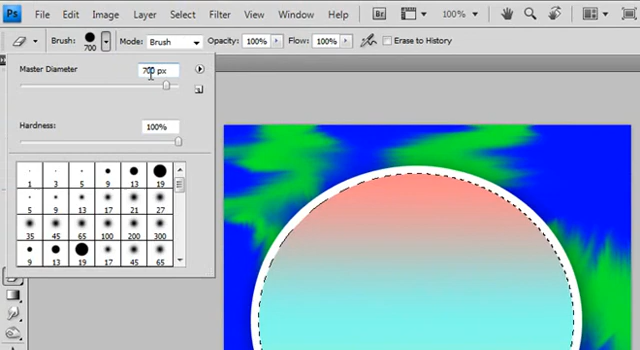 Ps File Edit Image Layer Select Filter View Window Help Br 100%
Brush: 700 Mode: Brush Opacity: 100% Flow: 100% Erase to History
Master Diameter 700 px
Hardness: 100%
1 3 5 9 13 19
5 9 13 17 21 27
35 45 65 100 200 300
9 13 19 17 45 65